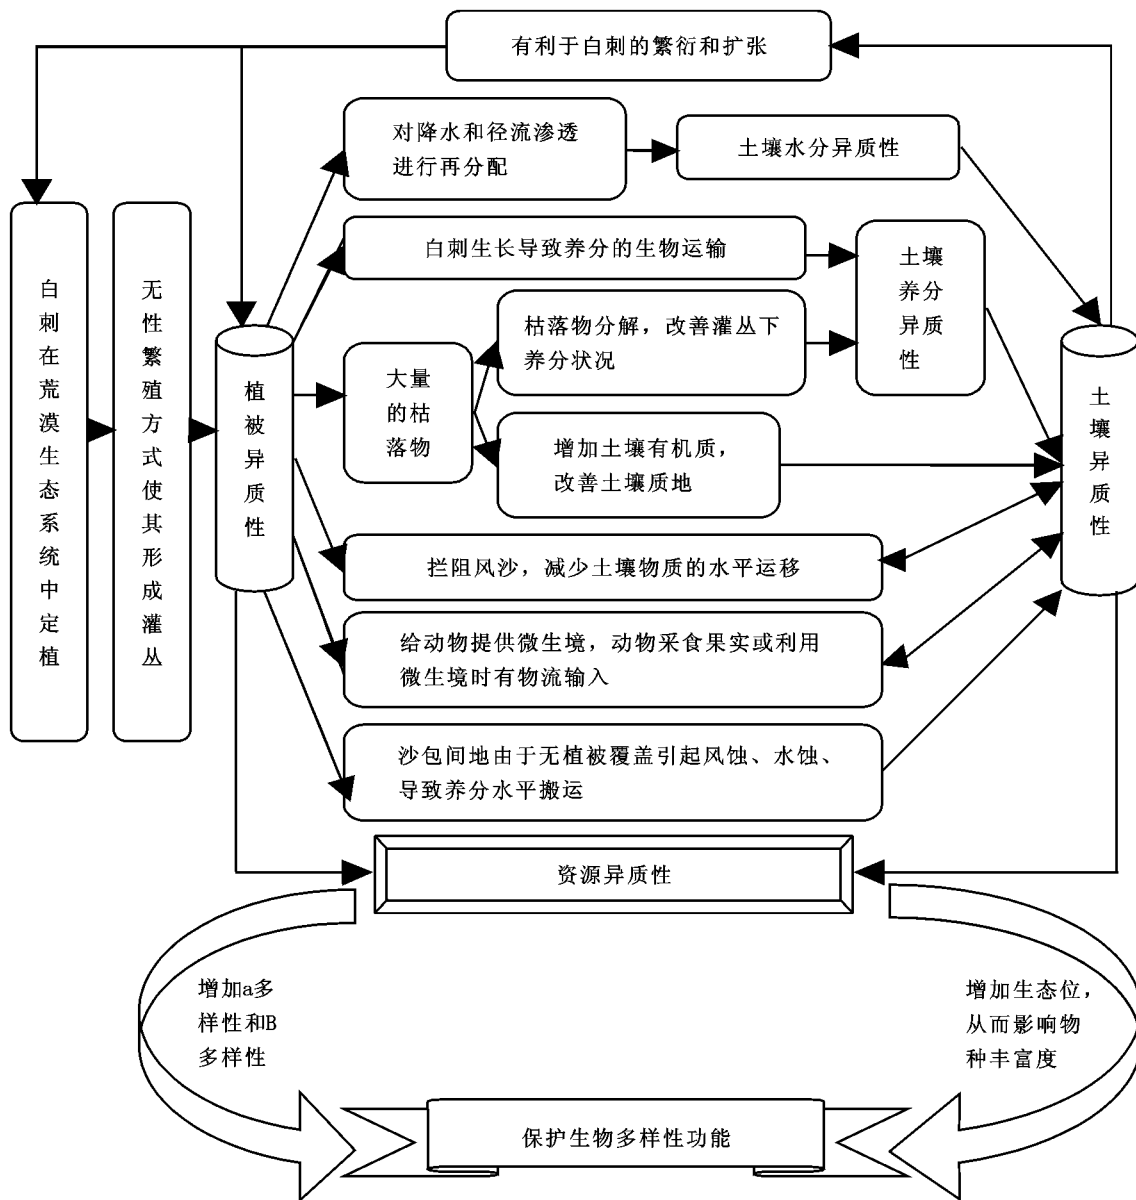 有利于白刺的繁衍和扩张
对降水和径流渗透
进行再分配
土壤水分异质性
白刺在荒漠生态系统中定植
无性繁殖方式使其形成灌丛
植被异质性
白刺生长导致养分的生物运输
土壤
养分
异质
性
大量
的枯
落物
枯落物分解，改善灌丛下
养分状况
增加土壤有机质，
改善土壤质地
土壤异质性
拦阻风沙，减少土壤物质的水平运移
给动物提供微生境，动物采食果实或利用
微生境时有物流输入
沙包间地由于无植被覆盖引起风蚀、水蚀、
导致养分水平搬运
资源异质性
增加a多
样性和B
多样性
增加生态位，
从而影响物
种丰富度
保护生物多样性功能